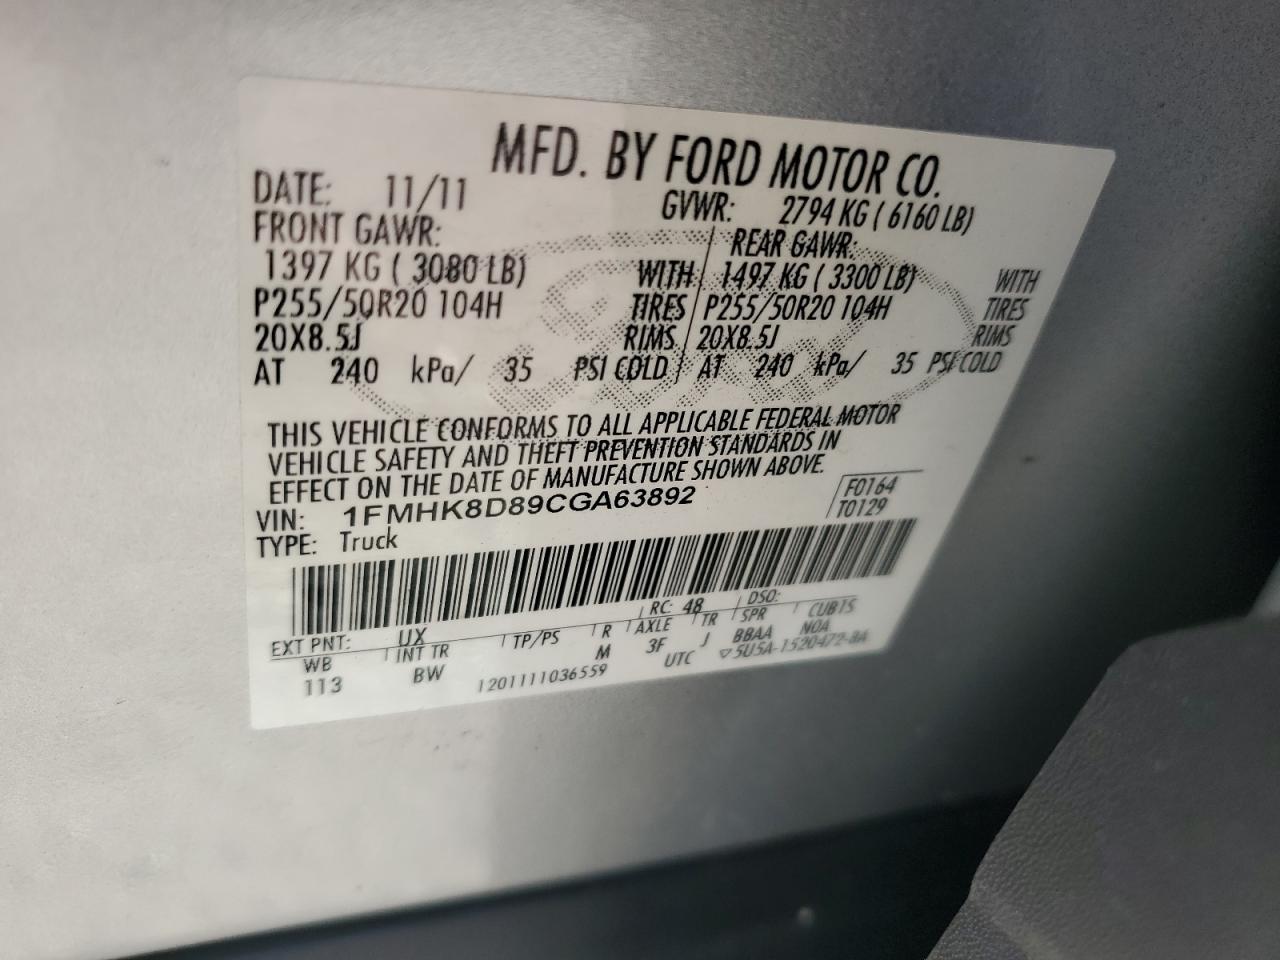 MFD. BY FORD MOTOR CO.
DATE: 11/11 GVWR: 2794 KG ( 6160 LB)
FRONT GAWR: REAR GAWR:
1397 KG ( 3080 LB) WITH 1497 KG ( 3300 LB) WITH
P255/50R20 104H TIRES P255/50R20 104H TIRES
20X8.5J RIMS 20X8.5J RIMS
AT 240 kPa/ 35 PSI COLD AT 240 kPa/ 35 PSI COLD
THIS VEHICLE CONFORMS TO ALL APPLICABLE FEDERAL MOTOR
VEHICLE SAFETY AND THEFT PREVENTION STANDARDS IN
EFFECT ON THE DATE OF MANUFACTURE SHOWN ABOVE.
VIN: 1FMHK8D89CGA63892 F0164
TYPE: Truck T0129
RC: 48 DSO:
EXT PNT: UX
WB INT TR TP/PS R AXLE TR SPR CUBTS
113 BW M 3F J BBAA NOA
1201111036559 UTC ▽5U5A-1520472-BA